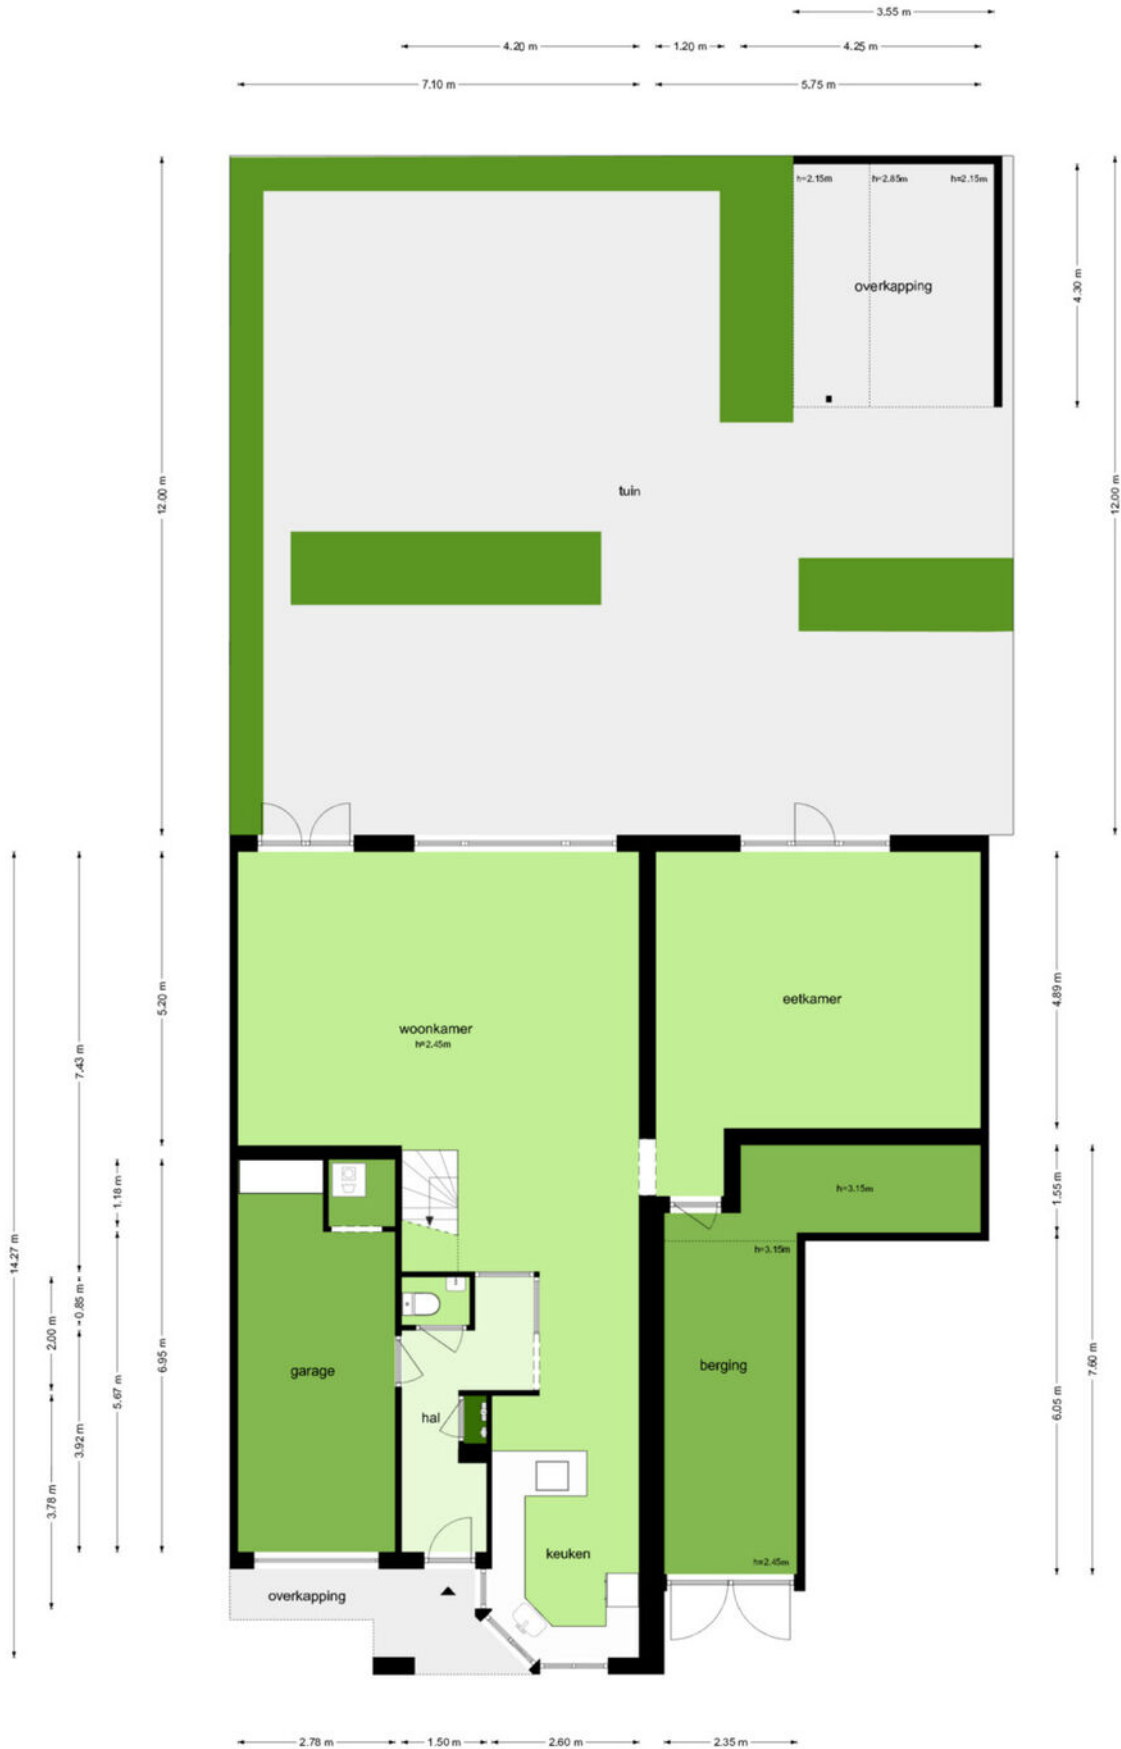 3.55 m
4.20 m
1.20 m
4.25 m
7.10 m
5.75 m
h=2.15m
h=2.85m
h=2.15m
overkapping
4.30 m
12.00 m
12.00 m
tuin
eetkamer
woonkamer
h=2.45m
5.20 m
4.89 m
7.43 m
h=3.15m
1.18 m
1.55 m
14.27 m
h=3.15m
0.85 m
2.00 m
6.95 m
garage
berging
7.60 m
5.67 m
6.05 m
hal
3.92 m
3.78 m
keuken
h=2.45m
overkapping
2.78 m
1.50 m
2.60 m
2.35 m